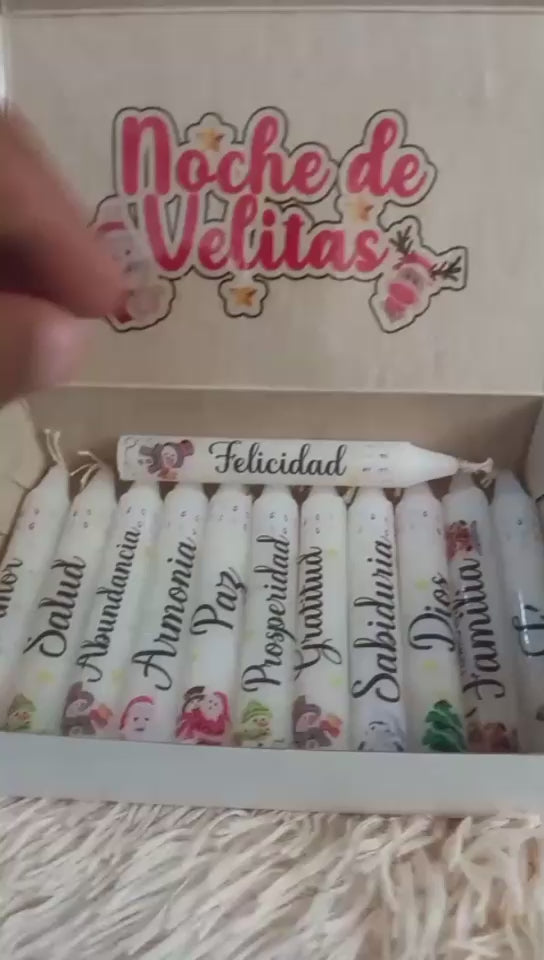 Noche de
Velitas
Felicidad
Salud
Abundancia
Armonia
Paz
Prosperidad
Gratitud
Sabiduria
Dios
Familia